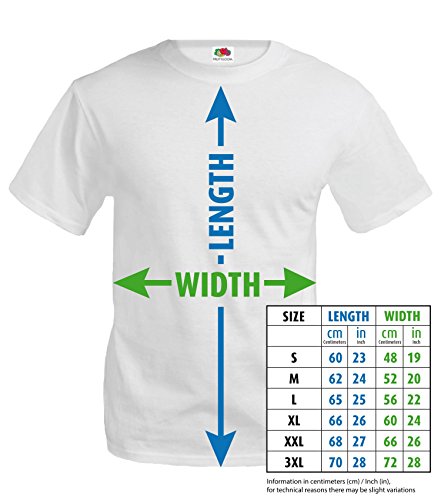 FRUIT OF THE LOOM
LENGTH
WIDTH
SIZE LENGTH WIDTH
cm in cm in
Centimeters Inch Centimeters Inch
S 60 23 48 19
M 62 24 52 20
L 65 25 56 22
XL 66 26 60 24
XXL 68 27 66 26
3XL 70 28 72 28
Information in centimeters (cm) / Inch (in),
for technical reasons there may be slight variations